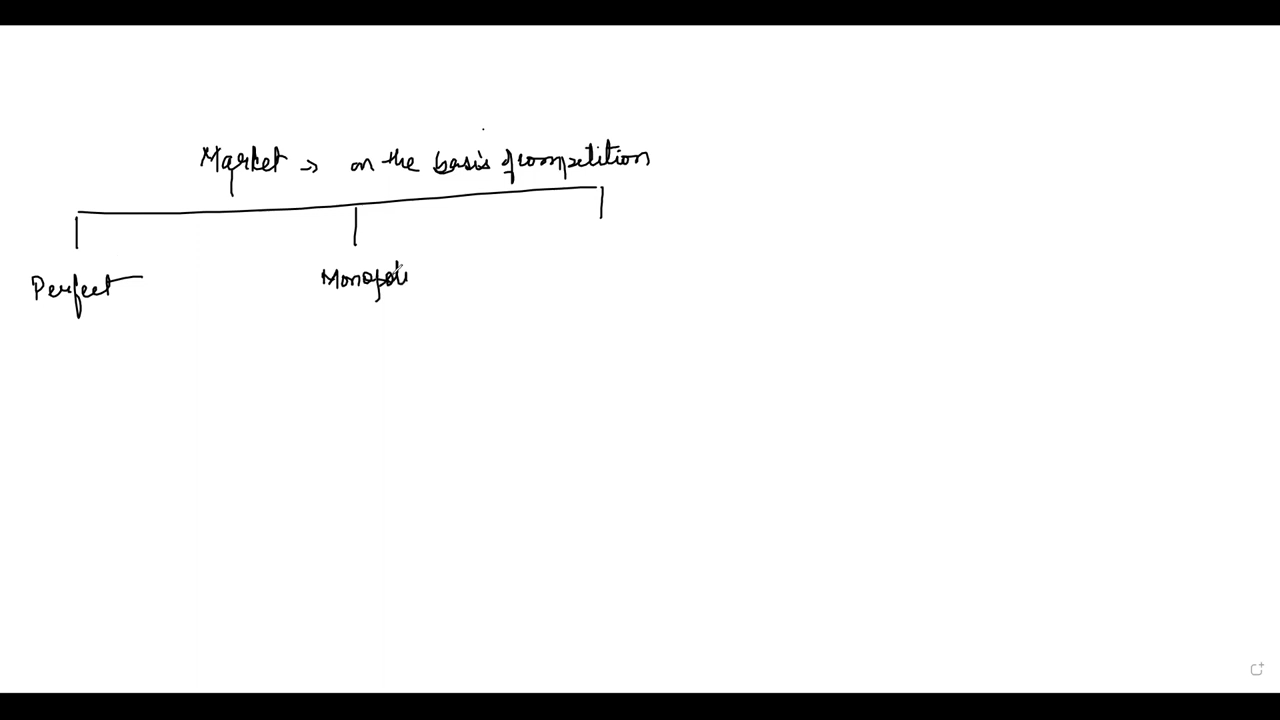 Market → on the basis of competition
Perfect Monopoli